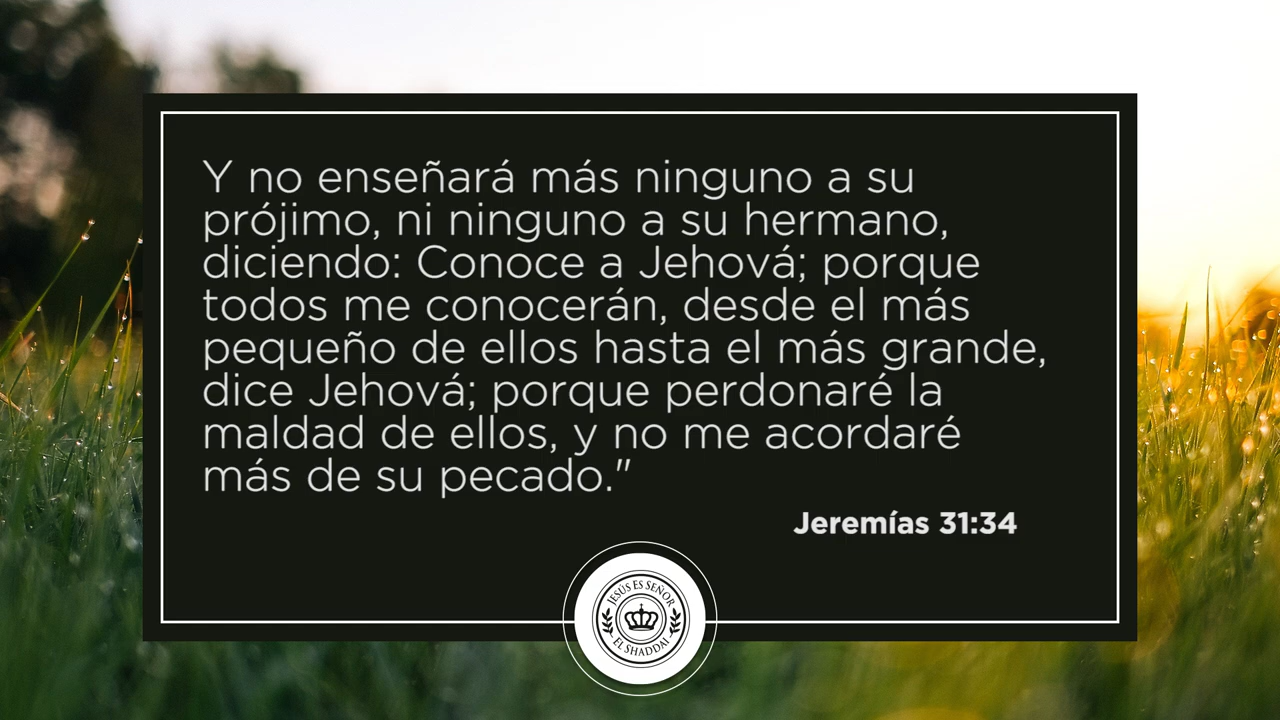 Y no enseñará más ninguno a su
prójimo, ni ninguno a su hermano,
diciendo: Conoce a Jehová; porque
todos me conocerán, desde el más
pequeño de ellos hasta el más grande,
dice Jehová; porque perdonaré la
maldad de ellos, y no me acordaré
más de su pecado."
Jeremías 31:34
JESÚS ES SEÑOR
EL SHADDAI